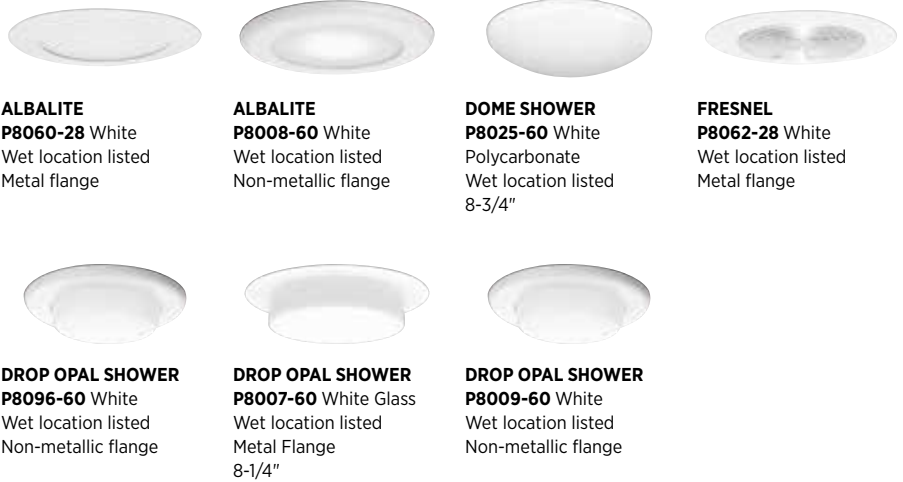 ALBALITE
P8060-28 White
Wet location listed
Metal flange
ALBALITE
P8008-60 White
Wet location listed
Non-metallic flange
DOME SHOWER
P8025-60 White
Polycarbonate
Wet location listed
8-3/4"
FRESNEL
P8062-28 White
Wet location listed
Metal flange
DROP OPAL SHOWER
P8096-60 White
Wet location listed
Non-metallic flange
DROP OPAL SHOWER
P8007-60 White Glass
Wet location listed
Metal Flange
8-1/4"
DROP OPAL SHOWER
P8009-60 White
Wet location listed
Non-metallic flange